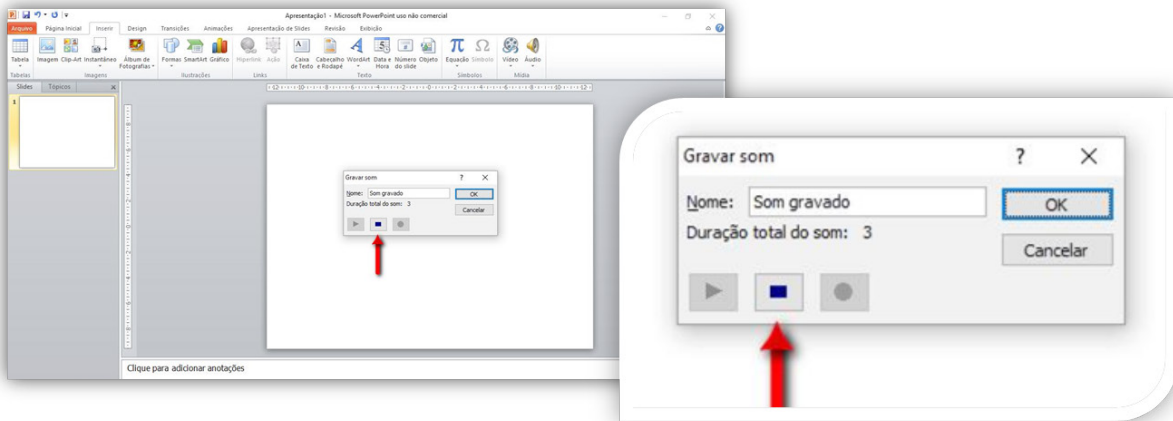 Apresentação1 - Microsoft PowerPoint uso não comercial
Arquivo Página Inicial Inserir Design Transições Animações Apresentação de Slides Revisão Exibição
Tabela Imagem Clip-Art Instantâneo Álbum de Fotografias Formas SmartArt Gráfico Hiperlink Ação Caixa de Texto Cabeçalho e Rodapé WordArt Data e Hora Número do slide Objeto Equação Símbolo Vídeo Áudio
Tabelas Imagens Ilustrações Links Texto Símbolos Mídia
Slides Tópicos
1
Gravar som
Nome: Som gravado OK
Duração total do som: 3
Cancelar
Clique para adicionar anotações
Gravar som ?
Nome: Som gravado OK
Duração total do som: 3
Cancelar